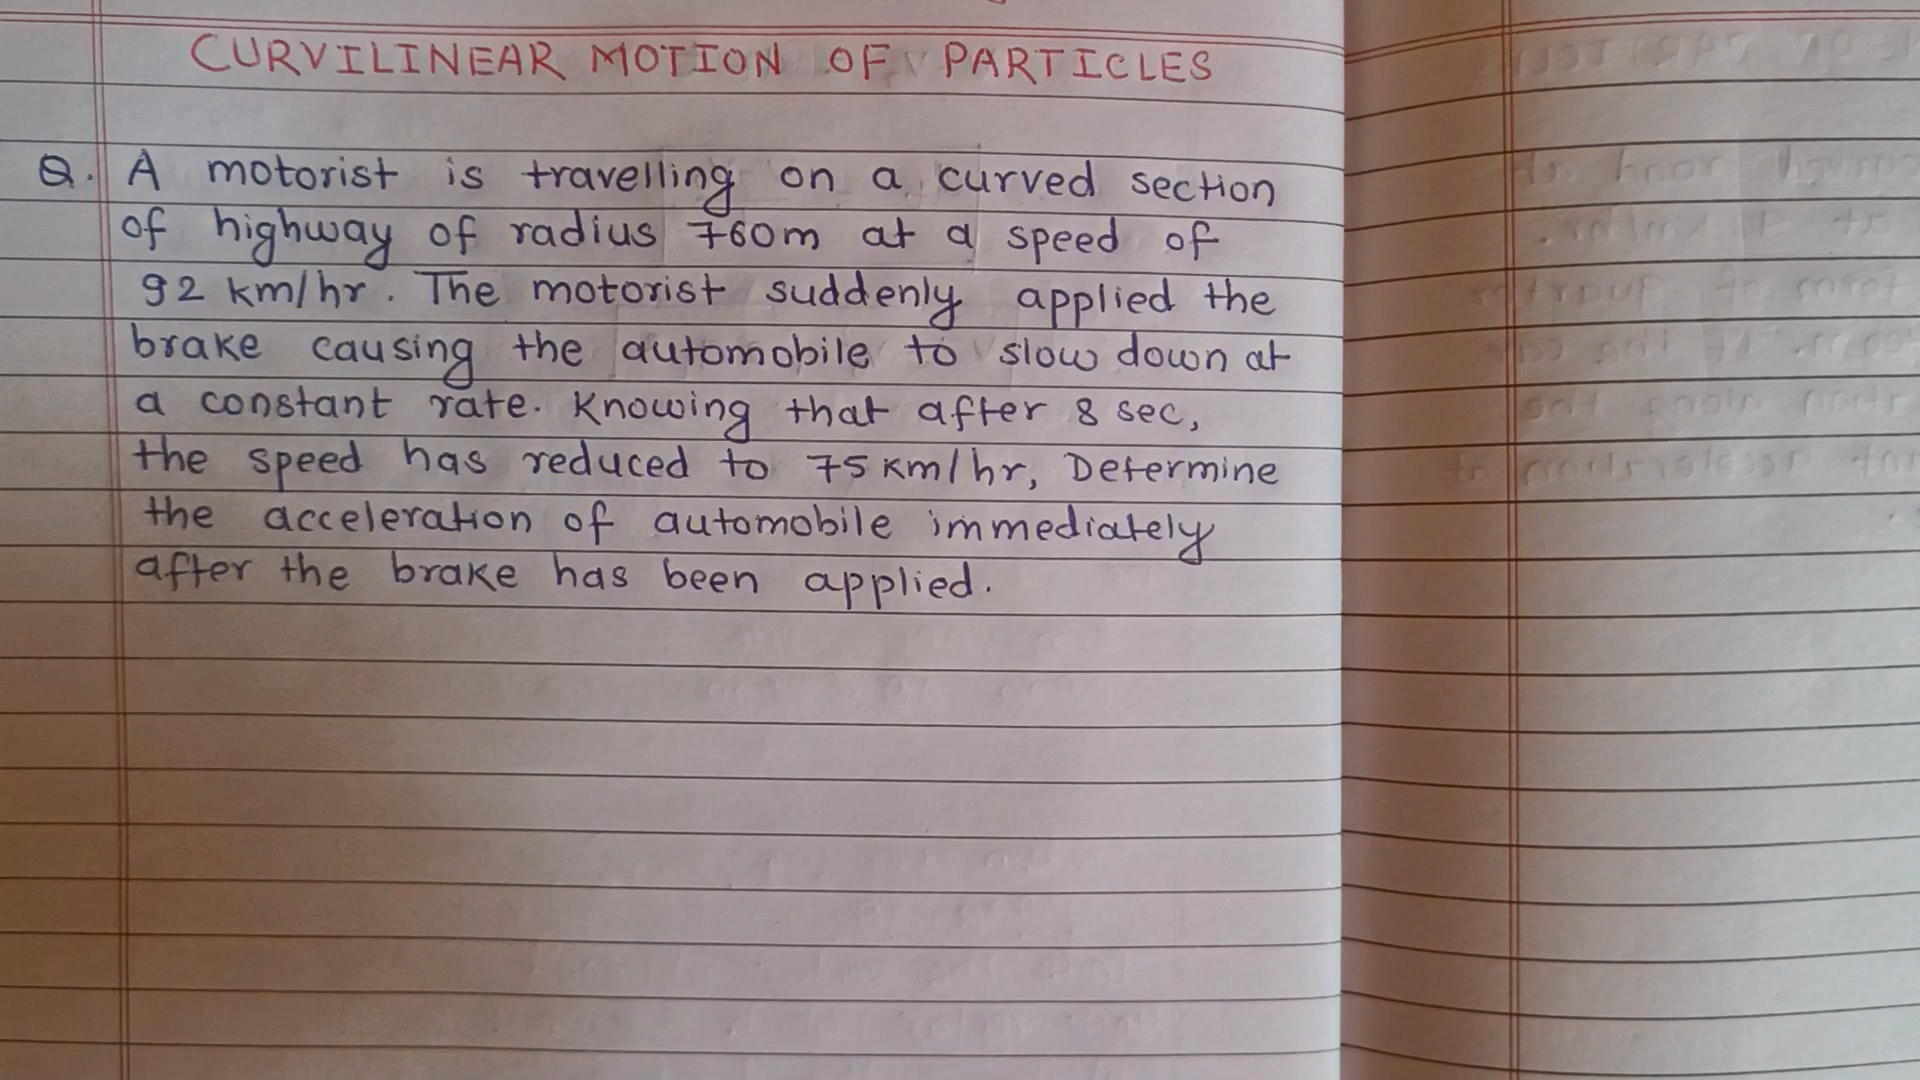 CURVILINEAR MOTION OF PARTICLES
Q. A motorist is travelling on a curved section
of highway of radius 760m at a speed of
92 km/hr. The motorist suddenly applied the
brake causing the automobile to slow down at
a constant rate. Knowing that after 8 sec,
the speed has reduced to 75 km/hr, Determine
the acceleration of automobile immediately
after the brake has been applied.